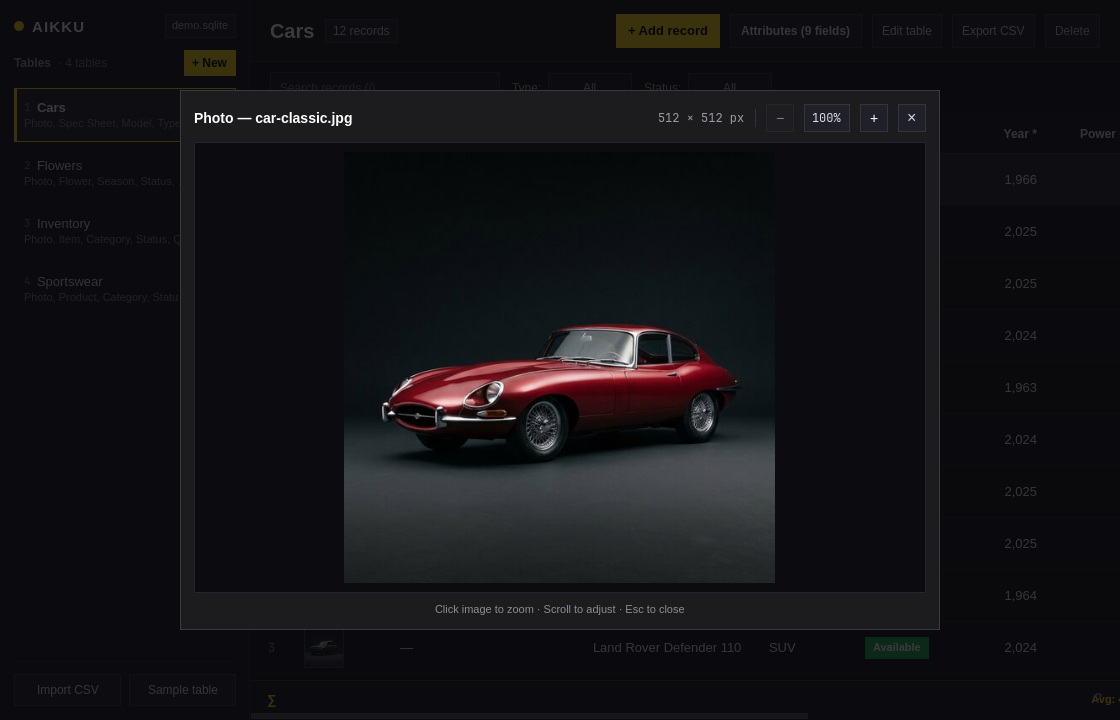 AIKKU
demo.sqlite
Cars
12 records
+ Add record
Attributes (9 fields)
Edit table
Export CSV
Delete
Tables · 4 tables
+ New
Search records (/)
Type:
All
Status:
All
1 Cars
Photo, Spec Sheet, Model, Type
2 Flowers
Photo, Flower, Season, Status,
3 Inventory
Photo, Item, Category, Status, Q
4 Sportswear
Photo, Product, Category, Statu
Import CSV
Sample table
Photo — car-classic.jpg
512 × 512 px
−
100%
+
×
Click image to zoom · Scroll to adjust · Esc to close
Year *
Power
1,966
2,025
2,025
2,024
1,963
2,024
2,025
2,025
1,964
3
—
Land Rover Defender 110
SUV
Available
2,024
Σ
Avg: